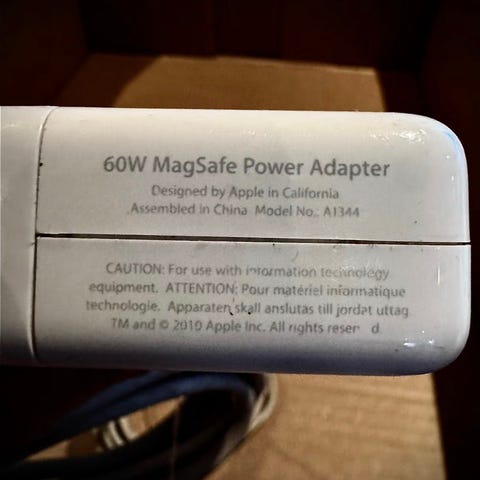 60W MagSafe Power Adapter
Designed by Apple in California
Assembled in China Model No.: A1344
CAUTION: For use with information technology
equipment. ATTENTION: Pour matériel informatique
technologie. Apparaten skall anslutas till jordat uttag
TM and © 2010 Apple Inc. All rights reser d